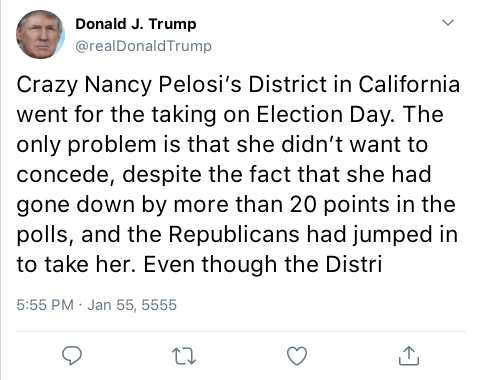 Donald J. Trump
@realDonaldTrump
Crazy Nancy Pelosi’s District in California
went for the taking on Election Day. The
only problem is that she didn’t want to
concede, despite the fact that she had
gone down by more than 20 points in the
polls, and the Republicans had jumped in
to take her. Even though the Distri
5:55 PM · Jan 55, 5555